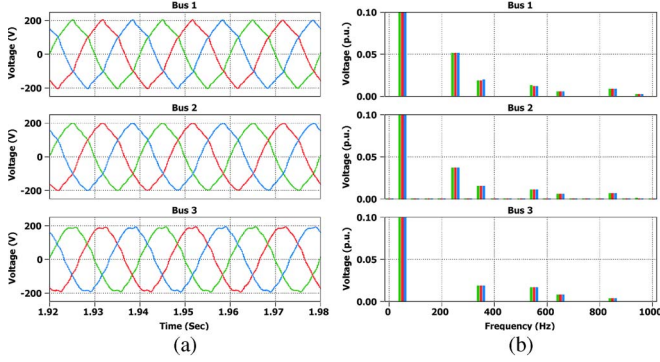 Bus 1
Voltage (V)
200
0
-200
Bus 2
Voltage (V)
200
0
-200
Bus 3
Voltage (V)
200
0
-200
1.92 1.93 1.94 1.95 1.96 1.97 1.98
Time (Sec)
(a)
Bus 1
Voltage (p.u.)
0.10
0.05
0.00
Bus 2
Voltage (p.u.)
0.10
0.05
0.00
Bus 3
Voltage (p.u.)
0.10
0.05
0.00
0 200 400 600 800 1000
Frequency (Hz)
(b)